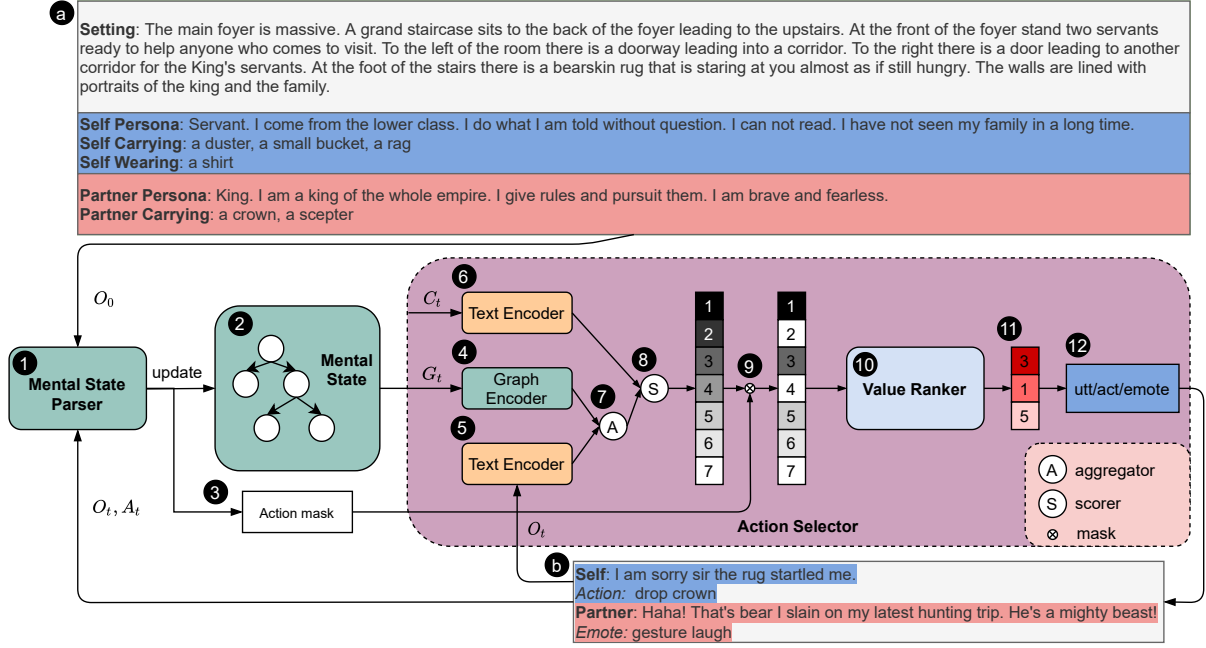 a
Setting: The main foyer is massive. A grand staircase sits to the back of the foyer leading to the upstairs. At the front of the foyer stand two servants
ready to help anyone who comes to visit. To the left of the room there is a doorway leading into a corridor. To the right there is a door leading to another
corridor for the King's servants. At the foot of the stairs there is a bearskin rug that is staring at you almost as if still hungry. The walls are lined with
portraits of the king and the family.
Self Persona: Servant. I come from the lower class. I do what I am told without question. I can not read. I have not seen my family in a long time.
Self Carrying: a duster, a small bucket, a rag
Self Wearing: a shirt
Partner Persona: King. I am a king of the whole empire. I give rules and pursuit them. I am brave and fearless.
Partner Carrying: a crown, a scepter
O_0
1
Mental State
Parser
update
O_t, A_t
2
Mental
State
3
Action mask
C_t
6
Text Encoder
G_t
4
Graph
Encoder
5
Text Encoder
O_t
7
A
8
S
1
2
3
4
5
6
7
9
1
2
3
4
5
6
7
10
Value Ranker
11
3
1
5
12
utt/act/emote
A aggregator
S scorer
⊗ mask
Action Selector
b
Self: I am sorry sir the rug startled me.
Action: drop crown
Partner: Haha! That's bear I slain on my latest hunting trip. He's a mighty beast!
Emote: gesture laugh